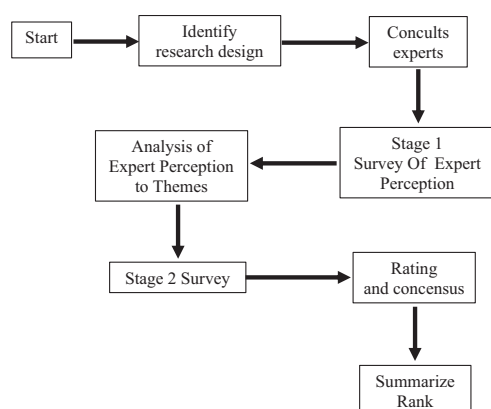 Start
Identify
research design
Concults
experts
Stage 1
Survey Of Expert
Perception
Analysis of
Expert Perception
to Themes
Stage 2 Survey
Rating
and concensus
Summarize
Rank